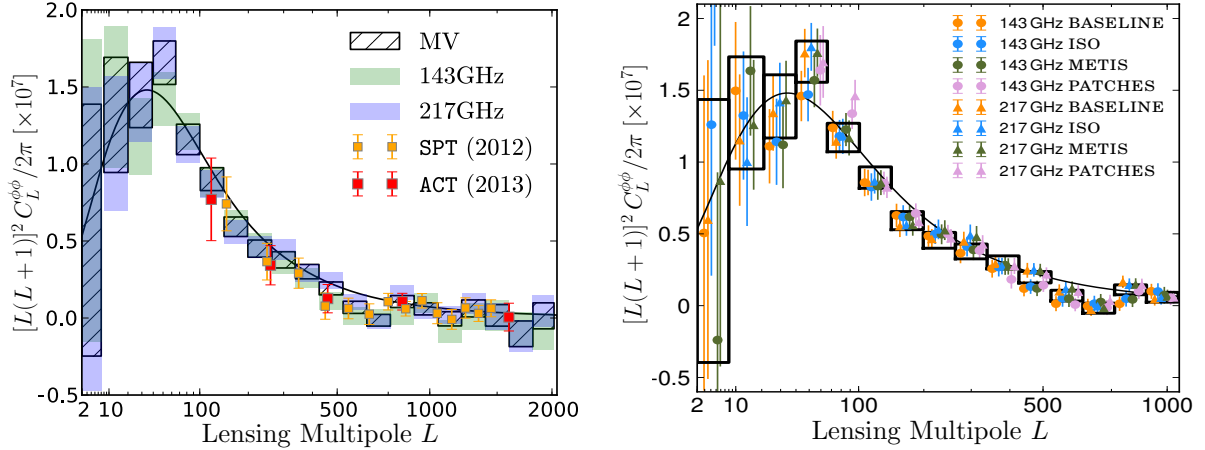 2.0
1.5
1.0
0.5
0.0
-0.5
[L(L + 1)]² C_L^{ϕϕ}/2π [×10⁷]
MV
143GHz
217GHz
SPT (2012)
ACT (2013)
2 10 100 500 1000 2000
Lensing Multipole L
2
1.5
1
0.5
0
-0.5
[L(L + 1)]² C_L^{ϕϕ}/2π [×10⁷]
143 GHz BASELINE
143 GHz ISO
143 GHz METIS
143 GHz PATCHES
217 GHz BASELINE
217 GHz ISO
217 GHz METIS
217 GHz PATCHES
2 10 100 500 1000
Lensing Multipole L